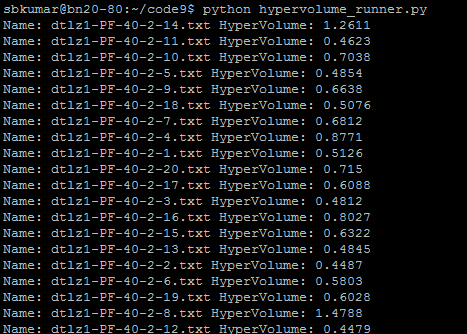 sbkumar@bn20-80:~/code9$ python hypervolume_runner.py
Name: dtlz1-PF-40-2-14.txt HyperVolume: 1.2611
Name: dtlz1-PF-40-2-11.txt HyperVolume: 0.4623
Name: dtlz1-PF-40-2-10.txt HyperVolume: 0.7038
Name: dtlz1-PF-40-2-5.txt HyperVolume: 0.4854
Name: dtlz1-PF-40-2-9.txt HyperVolume: 0.6638
Name: dtlz1-PF-40-2-18.txt HyperVolume: 0.5076
Name: dtlz1-PF-40-2-7.txt HyperVolume: 0.6812
Name: dtlz1-PF-40-2-4.txt HyperVolume: 0.8771
Name: dtlz1-PF-40-2-1.txt HyperVolume: 0.5126
Name: dtlz1-PF-40-2-20.txt HyperVolume: 0.715
Name: dtlz1-PF-40-2-17.txt HyperVolume: 0.6088
Name: dtlz1-PF-40-2-3.txt HyperVolume: 0.4812
Name: dtlz1-PF-40-2-16.txt HyperVolume: 0.8027
Name: dtlz1-PF-40-2-15.txt HyperVolume: 0.6322
Name: dtlz1-PF-40-2-13.txt HyperVolume: 0.4845
Name: dtlz1-PF-40-2-2.txt HyperVolume: 0.4487
Name: dtlz1-PF-40-2-6.txt HyperVolume: 0.5803
Name: dtlz1-PF-40-2-19.txt HyperVolume: 0.6028
Name: dtlz1-PF-40-2-8.txt HyperVolume: 1.4788
Name: dtlz1-PF-40-2-12.txt HyperVolume: 0.4479